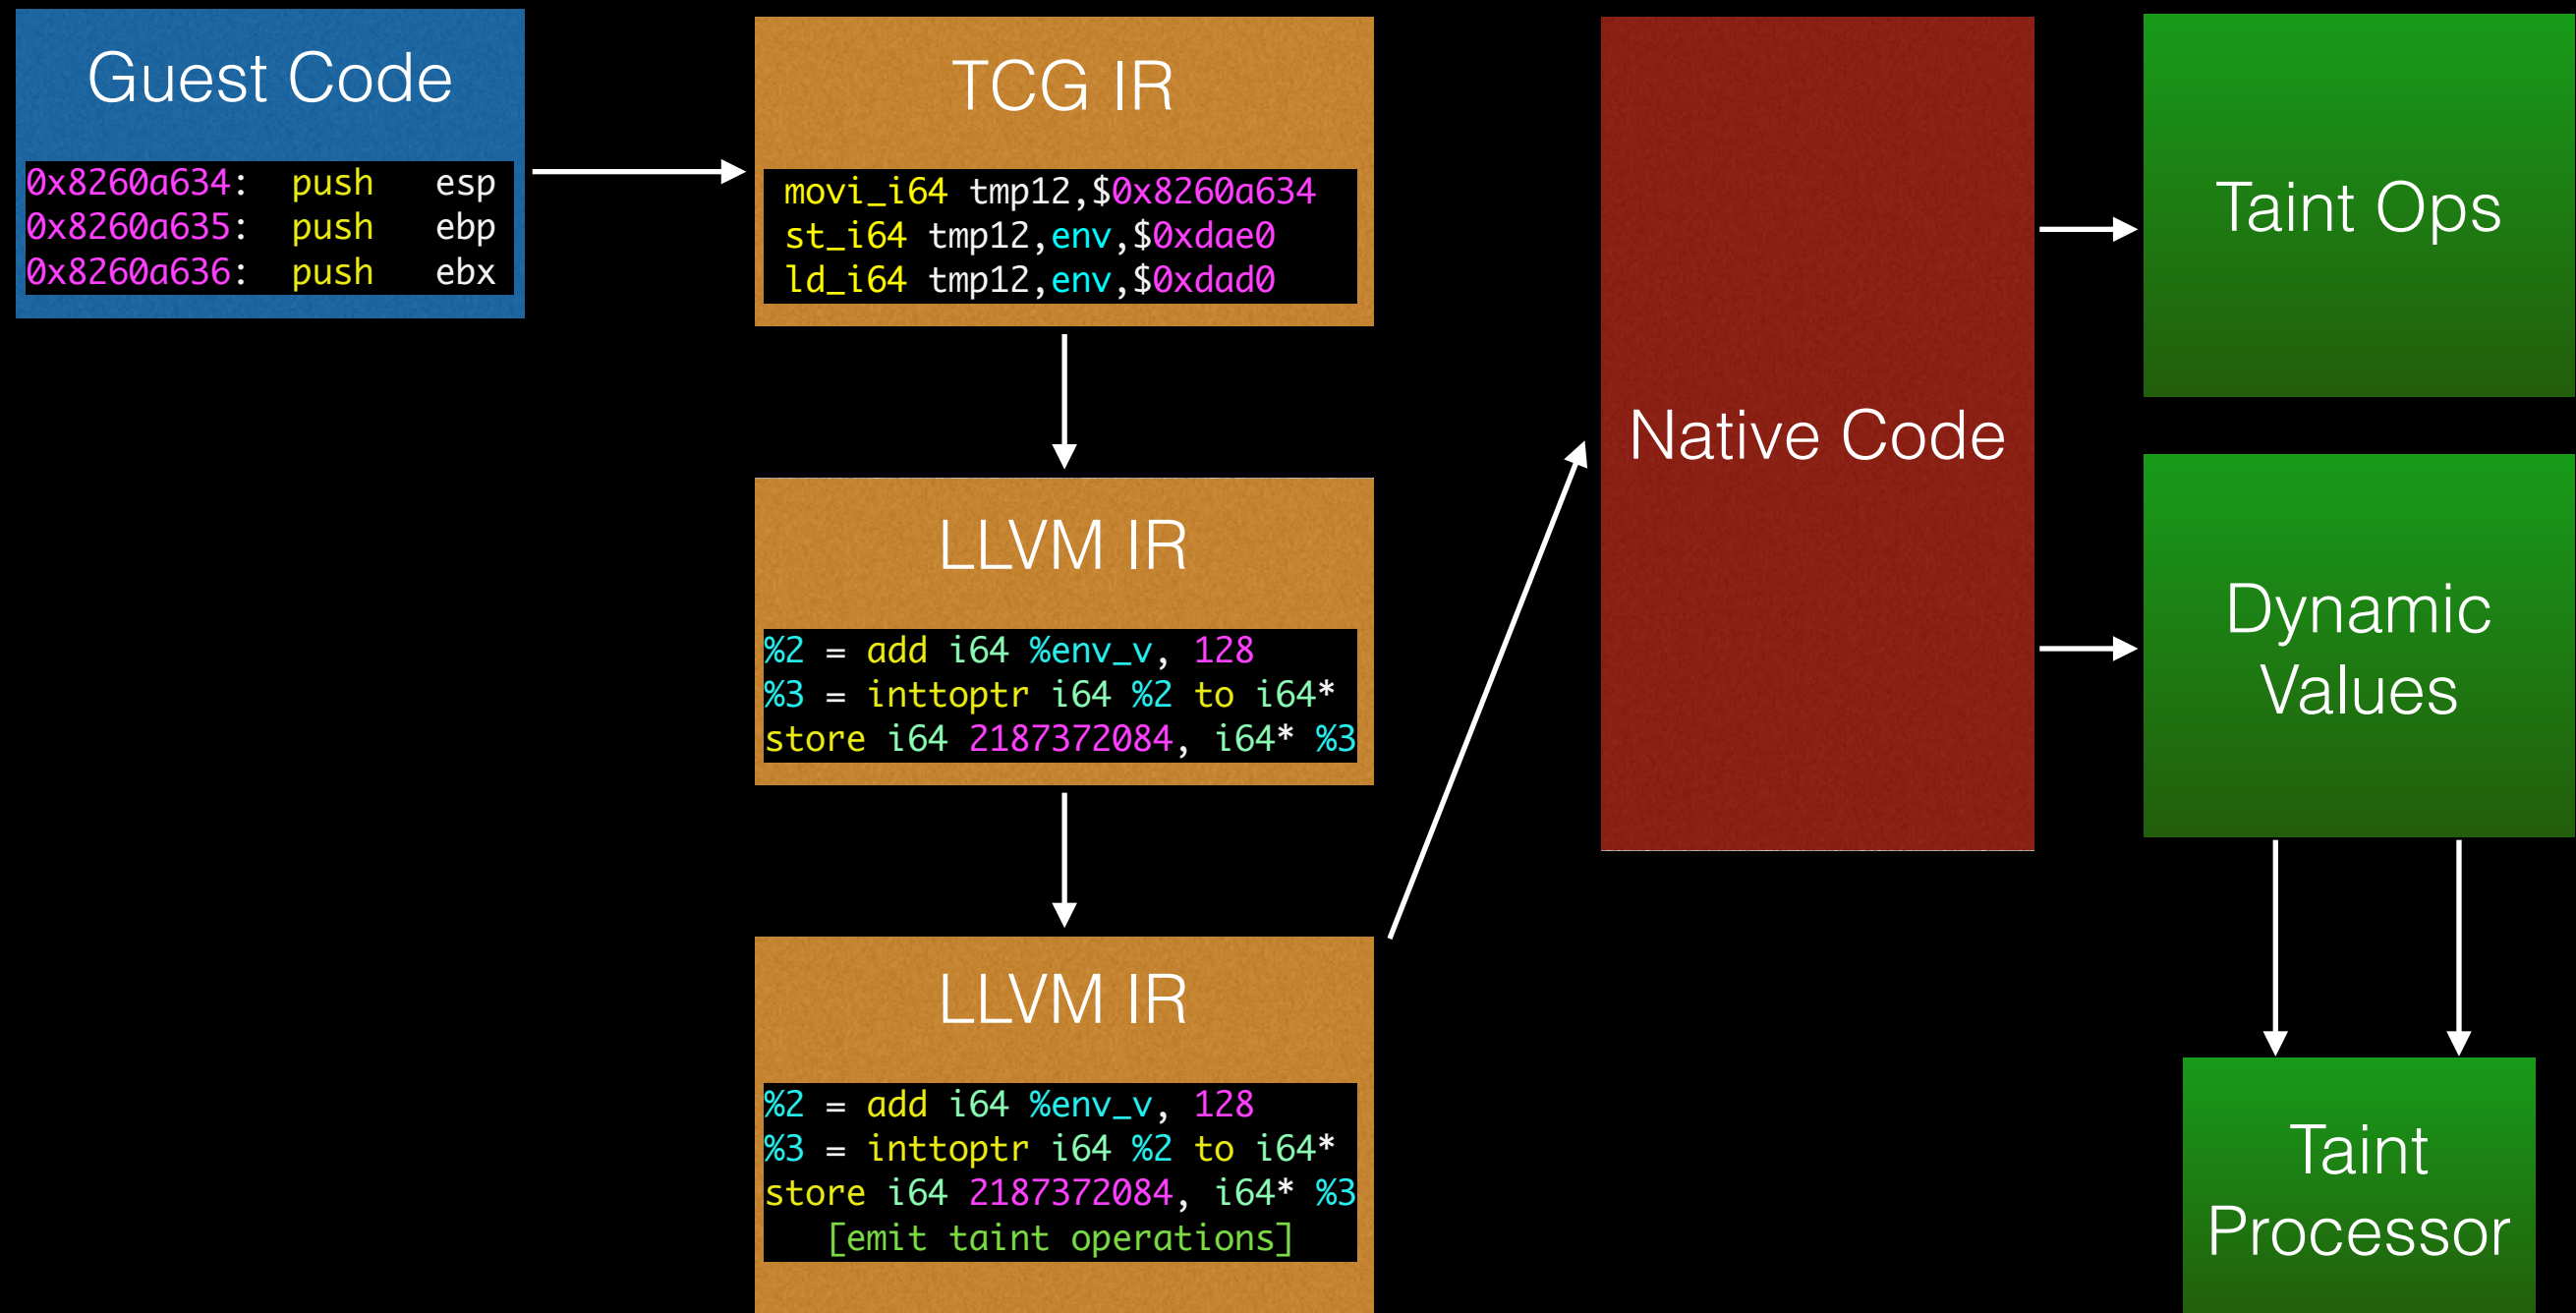 Guest Code
0x8260a634: push esp
0x8260a635: push ebp
0x8260a636: push ebx
TCG IR
movi_i64 tmp12,$0x8260a634
st_i64 tmp12,env,$0xdae0
ld_i64 tmp12,env,$0xdad0
LLVM IR
%2 = add i64 %env_v, 128
%3 = inttoptr i64 %2 to i64*
store i64 2187372084, i64* %3
LLVM IR
%2 = add i64 %env_v, 128
%3 = inttoptr i64 %2 to i64*
store i64 2187372084, i64* %3
[emit taint operations]
Native Code
Taint Ops
Dynamic
Values
Taint
Processor